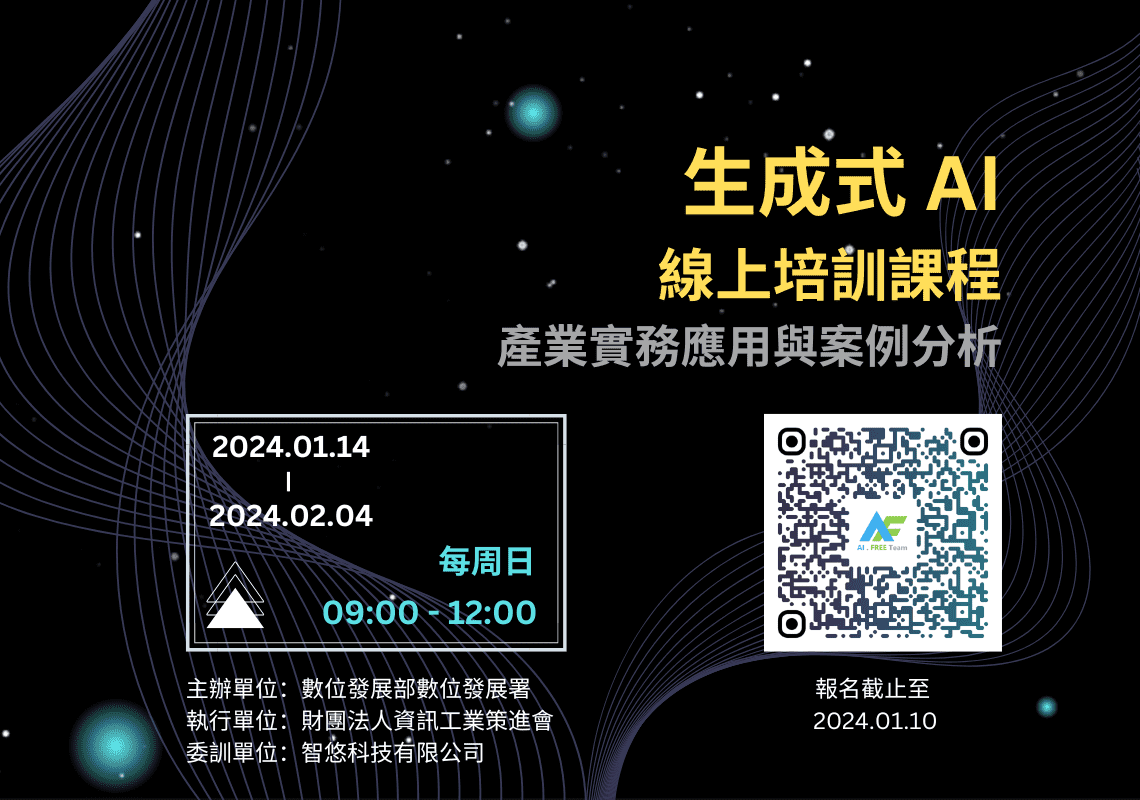 生成式 AI
線上培訓課程
產業實務應用與案例分析
2024.01.14
|
2024.02.04
每周日
09:00 - 12:00
AI . FREE Team
主辦單位：數位發展部數位發展署
執行單位：財團法人資訊工業策進會
委訓單位：智悠科技有限公司
報名截止至
2024.01.10